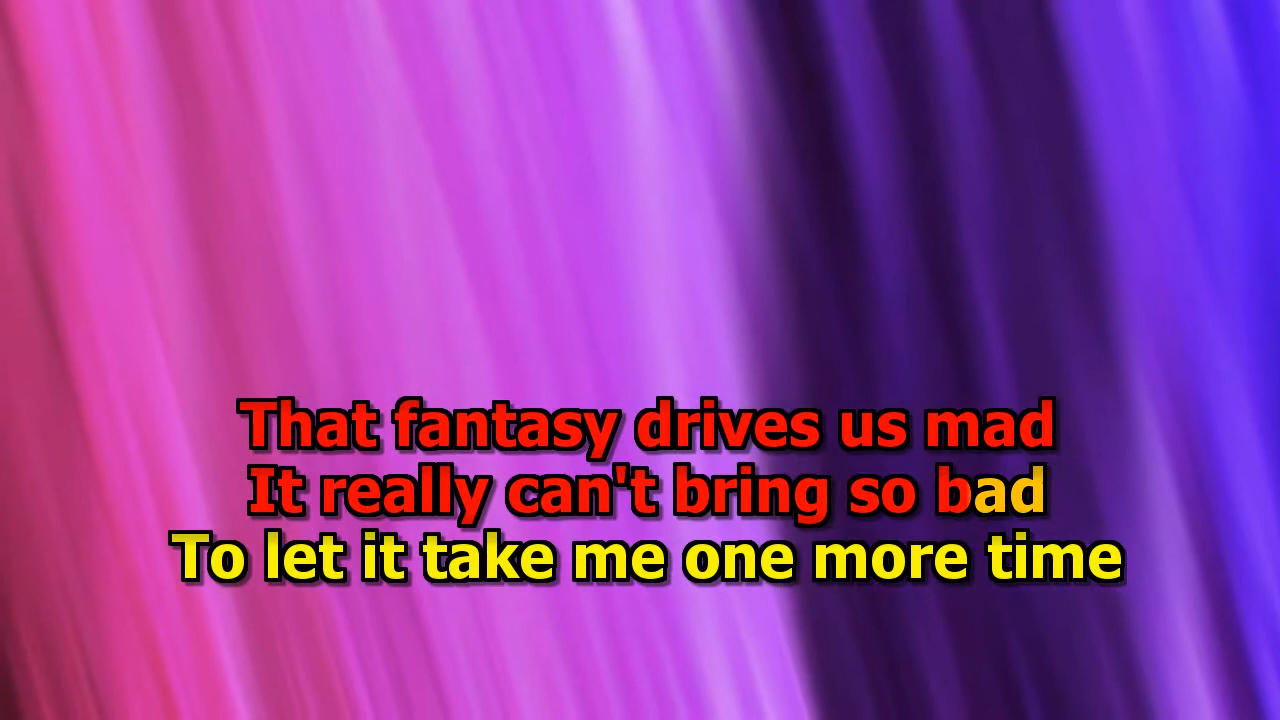 That fantasy drives us mad
It really can't bring so bad
To let it take me one more time